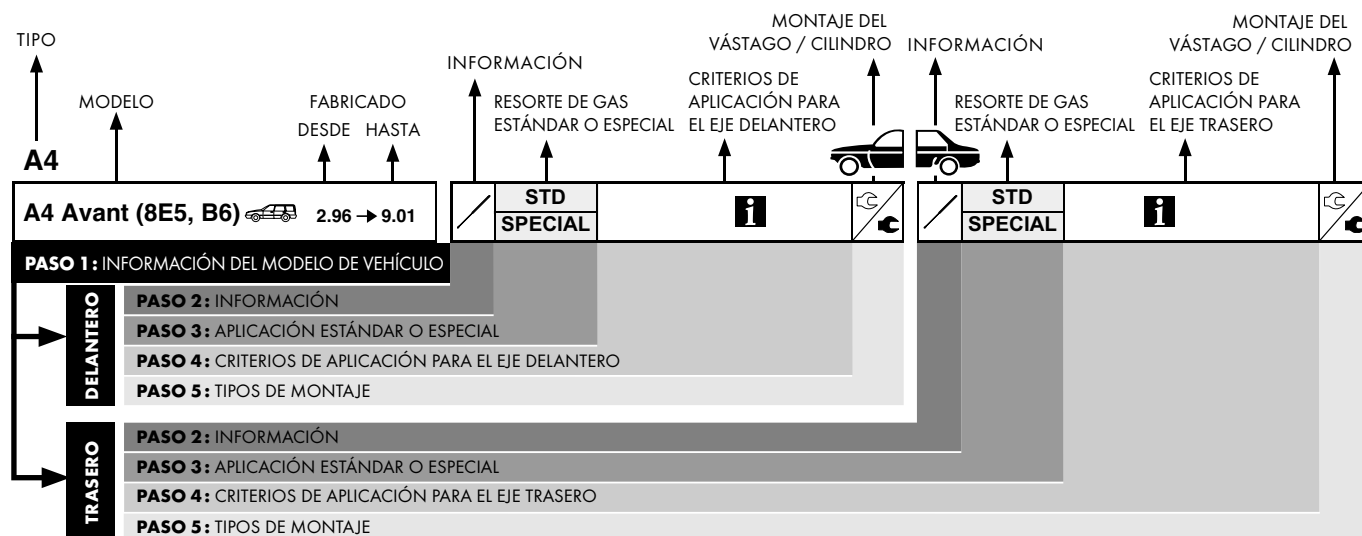 TIPO
MODELO
FABRICADO
DESDE HASTA
INFORMACIÓN
RESORTE DE GAS
ESTÁNDAR O ESPECIAL
CRITERIOS DE
APLICACIÓN PARA
EL EJE DELANTERO
MONTAJE DEL
VÁSTAGO / CILINDRO
INFORMACIÓN
RESORTE DE GAS
ESTÁNDAR O ESPECIAL
CRITERIOS DE
APLICACIÓN PARA
EL EJE TRASERO
MONTAJE DEL
VÁSTAGO / CILINDRO
A4
A4 Avant (8E5, B6) 2.96 → 9.01
STD
SPECIAL
i
STD
SPECIAL
i
PASO 1: INFORMACIÓN DEL MODELO DE VEHÍCULO
DELANTERO
PASO 2: INFORMACIÓN
PASO 3: APLICACIÓN ESTÁNDAR O ESPECIAL
PASO 4: CRITERIOS DE APLICACIÓN PARA EL EJE DELANTERO
PASO 5: TIPOS DE MONTAJE
TRASERO
PASO 2: INFORMACIÓN
PASO 3: APLICACIÓN ESTÁNDAR O ESPECIAL
PASO 4: CRITERIOS DE APLICACIÓN PARA EL EJE TRASERO
PASO 5: TIPOS DE MONTAJE